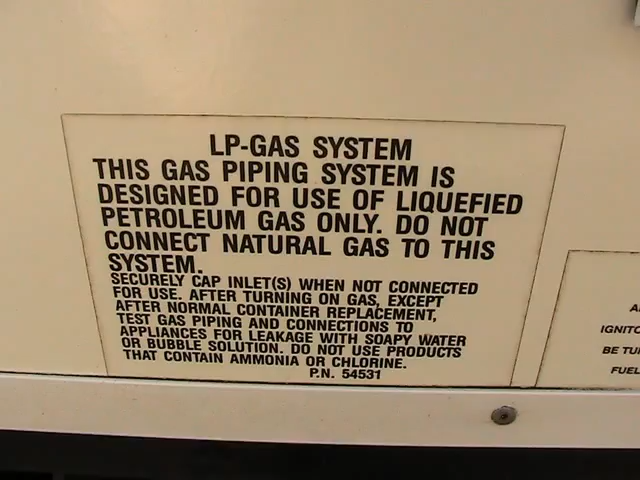 LP-GAS SYSTEM
THIS GAS PIPING SYSTEM IS
DESIGNED FOR USE OF LIQUEFIED
PETROLEUM GAS ONLY. DO NOT
CONNECT NATURAL GAS TO THIS
SYSTEM.
SECURELY CAP INLET(S) WHEN NOT CONNECTED
FOR USE. AFTER TURNING ON GAS, EXCEPT
AFTER NORMAL CONTAINER REPLACEMENT,
TEST GAS PIPING AND CONNECTIONS TO
APPLIANCES FOR LEAKAGE WITH SOAPY WATER
OR BUBBLE SOLUTION. DO NOT USE PRODUCTS
THAT CONTAIN AMMONIA OR CHLORINE.
P.N. 54531
BE
FUEL